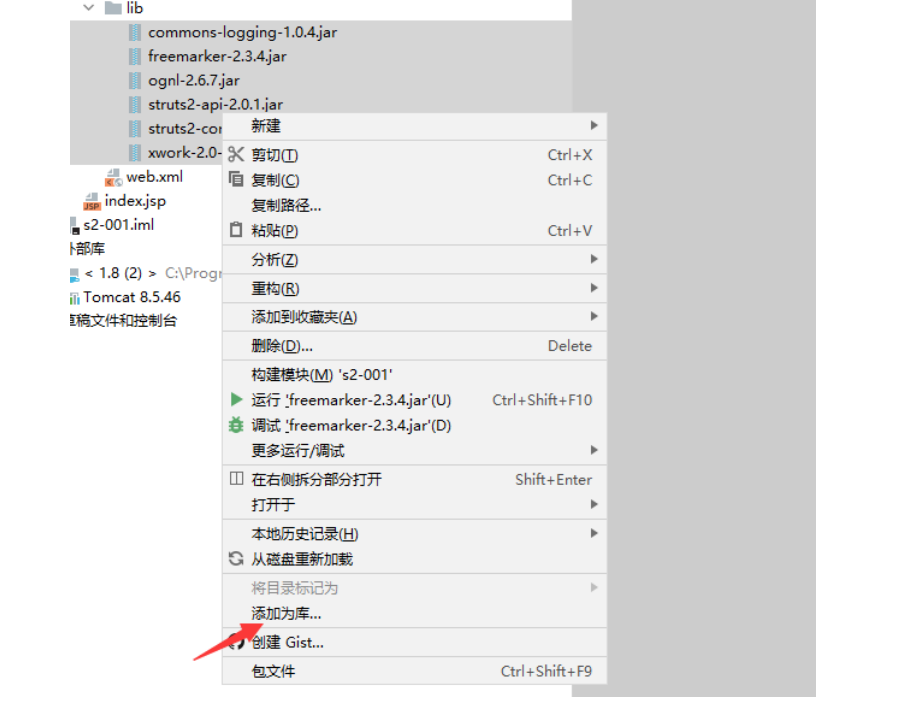 lib
commons-logging-1.0.4.jar
freemarker-2.3.4.jar
ognl-2.6.7.jar
struts2-api-2.0.1.jar
struts2-cor
xwork-2.0-
web.xml
index.jsp
s2-001.iml
外部库
< 1.8 (2) > C:\Progr
Tomcat 8.5.46
草稿文件和控制台
新建
剪切(T) Ctrl+X
复制(C) Ctrl+C
复制路径...
粘贴(P) Ctrl+V
分析(Z)
重构(R)
添加到收藏夹(A)
删除(D)... Delete
构建模块(M) 's2-001'
运行 'freemarker-2.3.4.jar'(U) Ctrl+Shift+F10
调试 'freemarker-2.3.4.jar'(D)
更多运行/调试
在右侧拆分部分打开 Shift+Enter
打开于
本地历史记录(H)
从磁盘重新加载
将目录标记为
添加为库...
创建 Gist...
包文件 Ctrl+Shift+F9